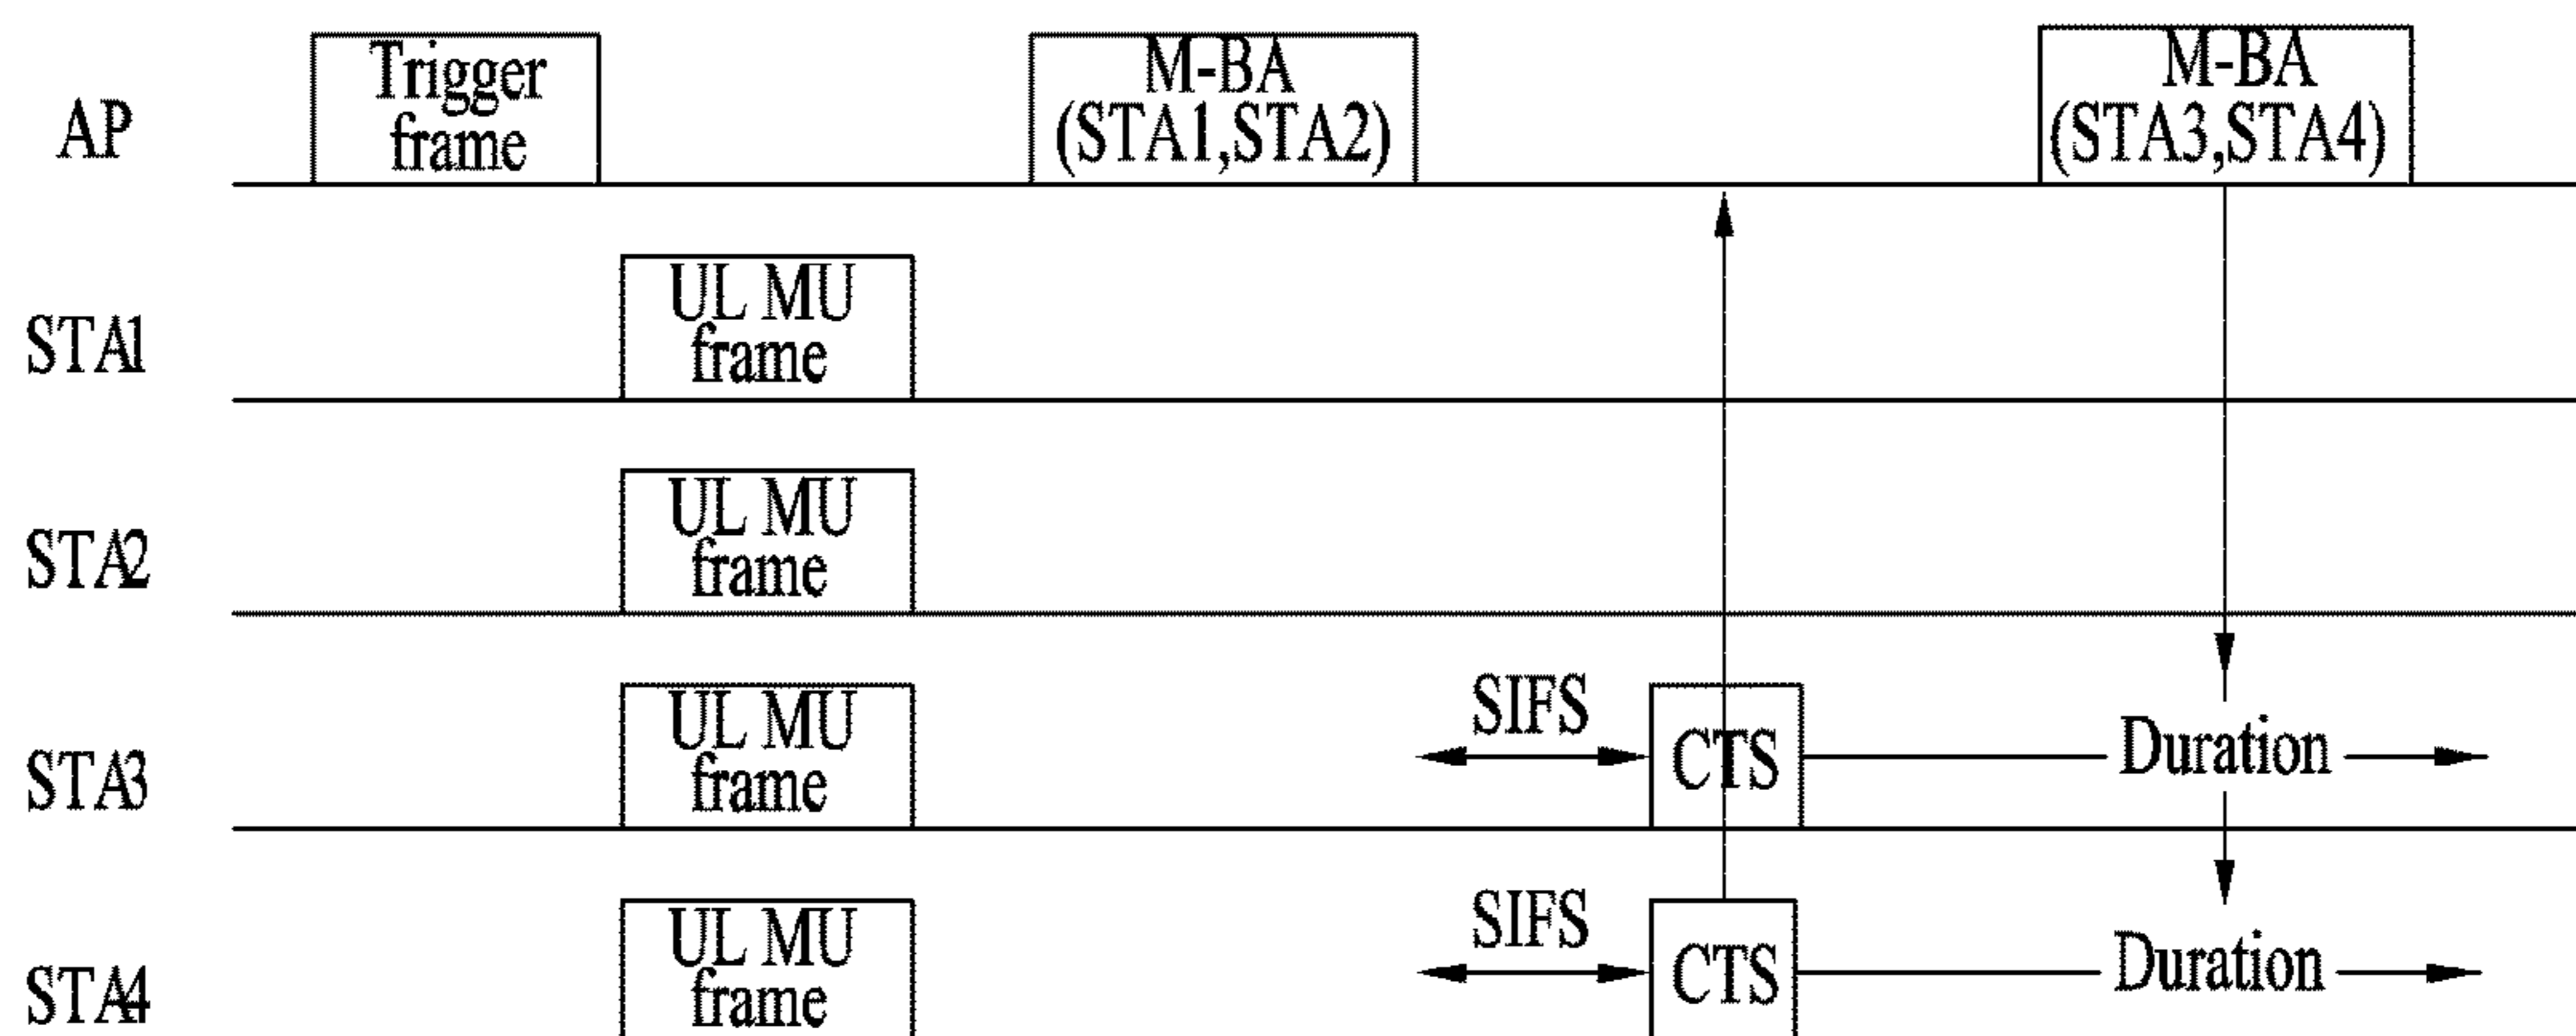 Trigger
frame
M-BA
(STA1,STA2)
M-BA
(STA3,STA4)
AP
UL MU
frame
STA1
UL MU
frame
STA2
UL MU
frame
SIFS
CTS
Duration
STA3
UL MU
frame
SIFS
CTS
Duration
STA4